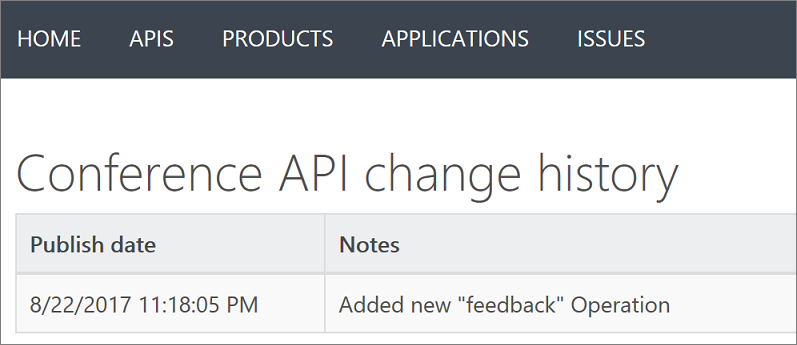 HOME APIS PRODUCTS APPLICATIONS ISSUES
Conference API change history
Publish date Notes
8/22/2017 11:18:05 PM Added new "feedback" Operation